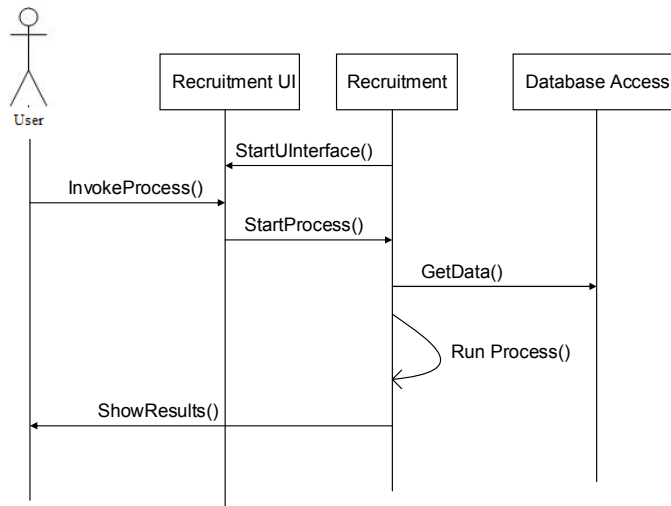 User
Recruitment UI
Recruitment
Database Access
StartUInterface()
InvokeProcess()
StartProcess()
GetData()
Run Process()
ShowResults()